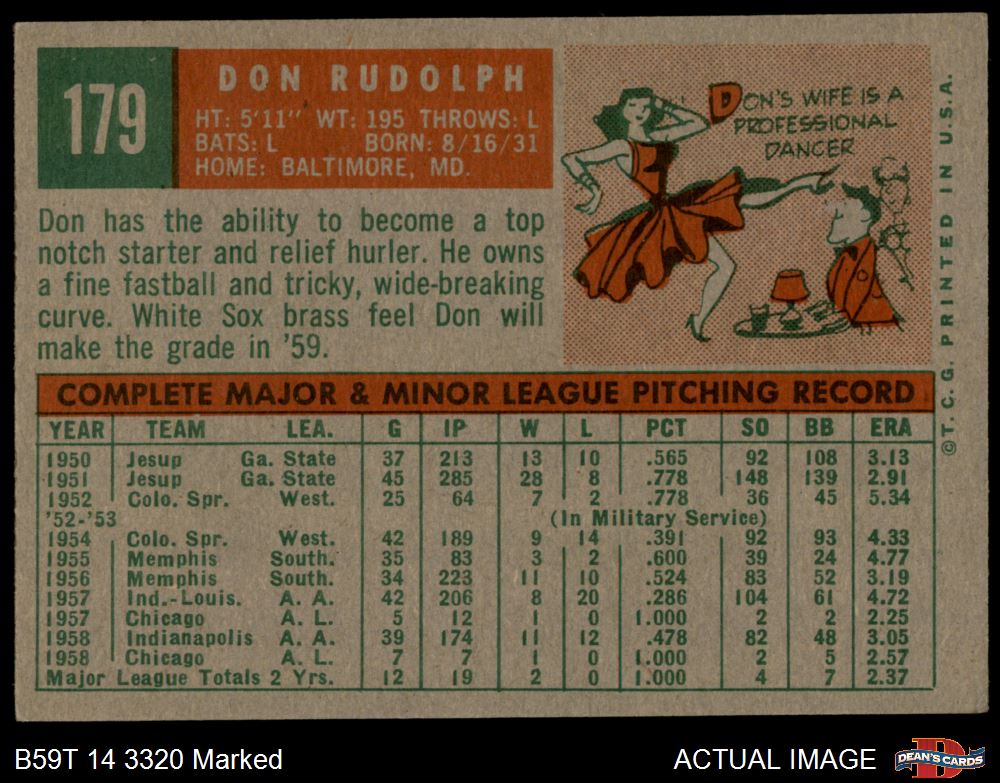 179
DON RUDOLPH
HT: 5'11" WT: 195 THROWS: L
BATS: L BORN: 8/16/31
HOME: BALTIMORE, MD.
DON'S WIFE IS A
PROFESSIONAL
DANCER
Don has the ability to become a top
notch starter and relief hurler. He owns
a fine fastball and tricky, wide-breaking
curve. White Sox brass feel Don will
make the grade in '59.
©T. C. G. PRINTED IN U.S.A.
COMPLETE MAJOR & MINOR LEAGUE PITCHING RECORD
YEAR TEAM LEA. G IP W L PCT SO BB ERA
1950 Jesup Ga. State 37 213 13 10 .565 92 108 3.13
1951 Jesup Ga. State 45 285 28 8 .778 148 139 2.91
1952 Colo. Spr. West. 25 64 7 2 .778 36 45 5.34
'52-'53 (In Military Service)
1954 Colo. Spr. West. 42 189 9 14 .391 92 93 4.33
1955 Memphis South. 35 83 3 2 .600 39 24 4.77
1956 Memphis South. 34 223 11 10 .524 83 52 3.19
1957 Ind.-Louis. A. A. 42 206 8 20 .286 104 61 4.72
1957 Chicago A. L. 5 12 1 0 1.000 2 2 2.25
1958 Indianapolis A. A. 39 174 11 12 .478 82 48 3.05
1958 Chicago A. L. 7 7 1 0 1.000 2 5 2.57
Major League Totals 2 Yrs. 12 19 2 0 1.000 4 7 2.37
B59T 14 3320 Marked
ACTUAL IMAGE
DEAN'S CARDS